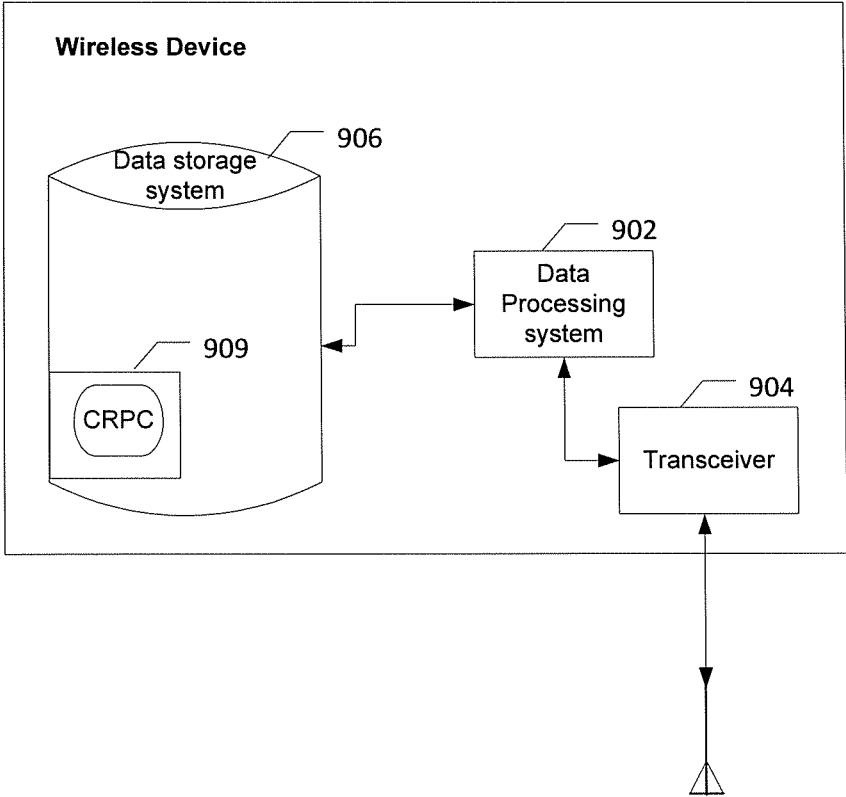 Wireless Device
906
Data storage
system
902
Data
Processing
system
909
CRPC
904
Transceiver